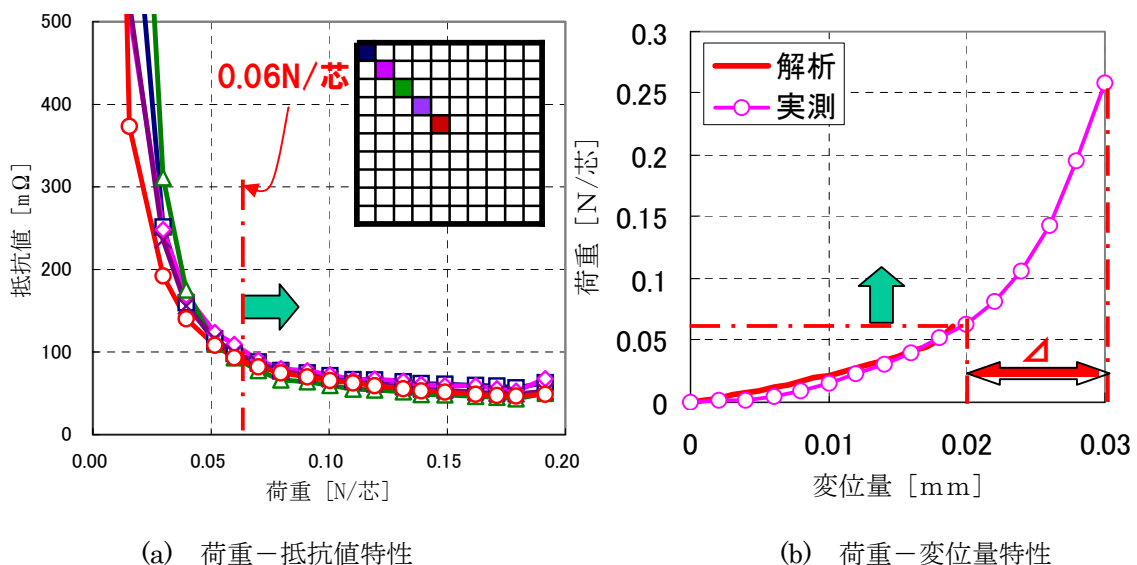 500
400
300
200
100
0
抵抗値 [mΩ]
0.06N/芯
0.00 0.05 0.10 0.15 0.20
荷重 [N/芯]
(a) 荷重－抵抗値特性
0.3
0.25
0.2
0.15
0.1
0.05
0
荷重 [N/芯]
解析
実測
⊿
0 0.01 0.02 0.03
変位量 [mm]
(b) 荷重－変位量特性